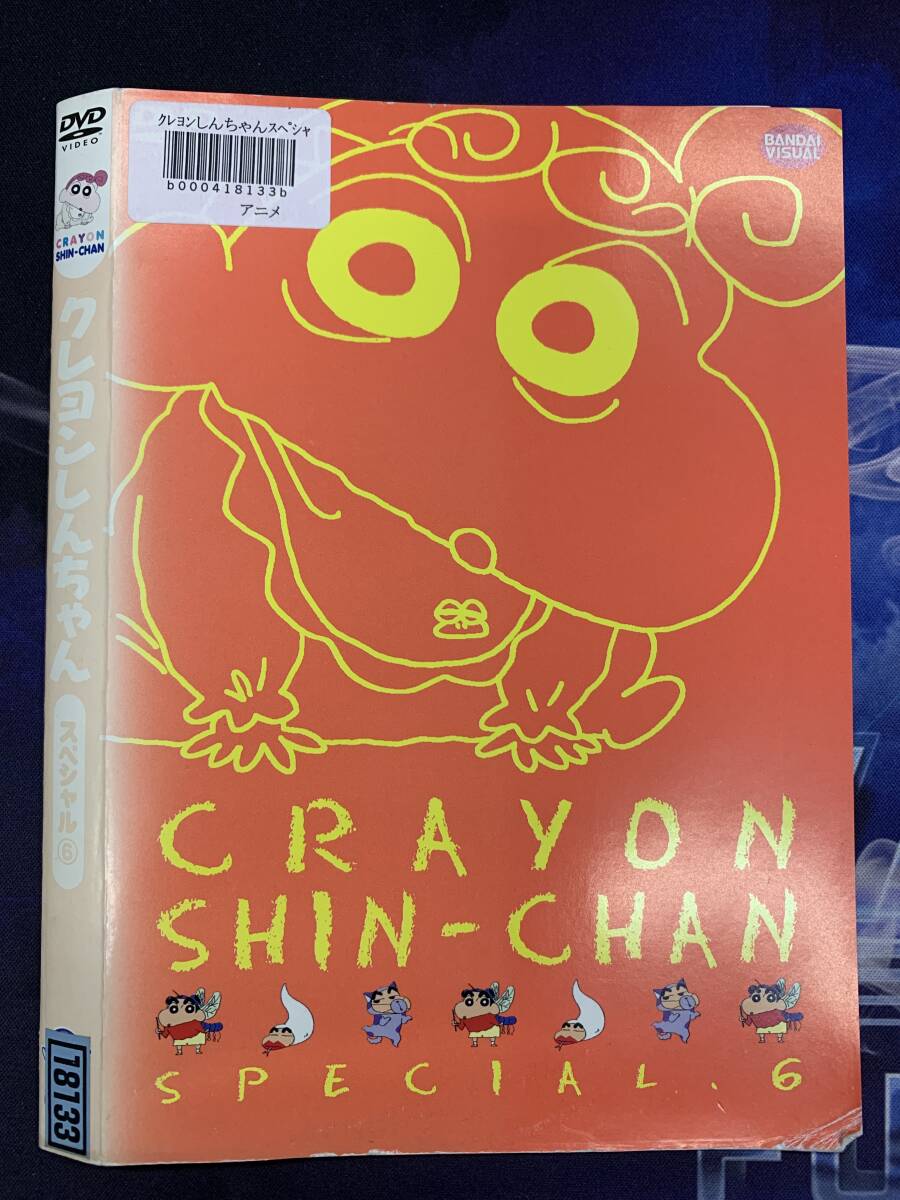 DVD
VIDEO
CRAYON
SHIN-CHAN
クレヨンしんちゃん
スペシャル⑥
18133
ｸﾚﾖﾝしんちゃんｽﾍﾟｼｬ
b000418133b
アニメ
BANDAI
VISUAL
CRAYON
SHIN-CHAN
SPECIAL. 6